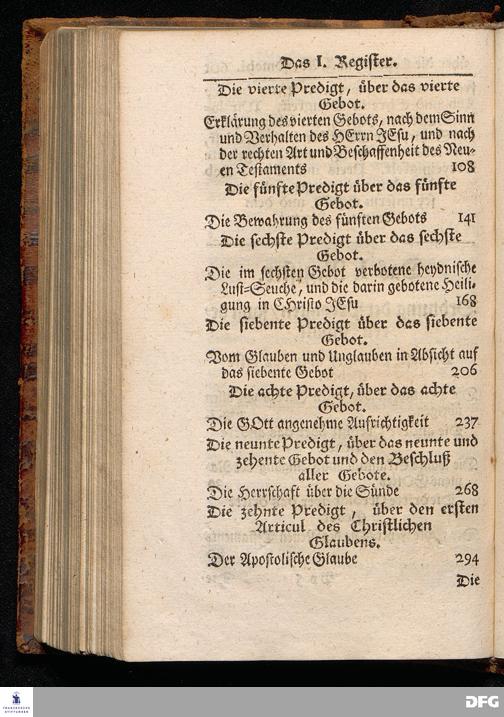 Das I. Register.
Die vierte Predigt, über das vierte
Gebot.
Erklärung des vierten Gebots, nach dem Sinn
und Verhalten des HErrn JEsu, und nach
der rechten Art und Beschaffenheit des Neu-
en Testaments 108
Die fünfte Predigt über das fünfte
Gebot.
Die Bewahrung des fünften Gebots 141
Die sechste Predigt über das sechste
Gebot.
Die im sechsten Gebot verbotene heydnische
Lust-Seuche, und die darin gebotene Heili-
gung in CHristo JEsu 168
Die siebente Predigt über das siebente
Gebot.
Vom Glauben und Unglauben in Absicht auf
das siebente Gebot 206
Die achte Predigt, über das achte
Gebot.
Die GOtt angenehme Aufrichtigkeit 237
Die neunte Predigt, über das neunte und
zehente Gebot und den Beschluß
aller Gebote.
Die Herrschaft über die Sünde 268
Die zehnte Predigt, über den ersten
Articul des Christlichen
Glaubens.
Der Apostolische Glaube 294
Die
FRANCKESCHE
STIFTUNGEN
DFG